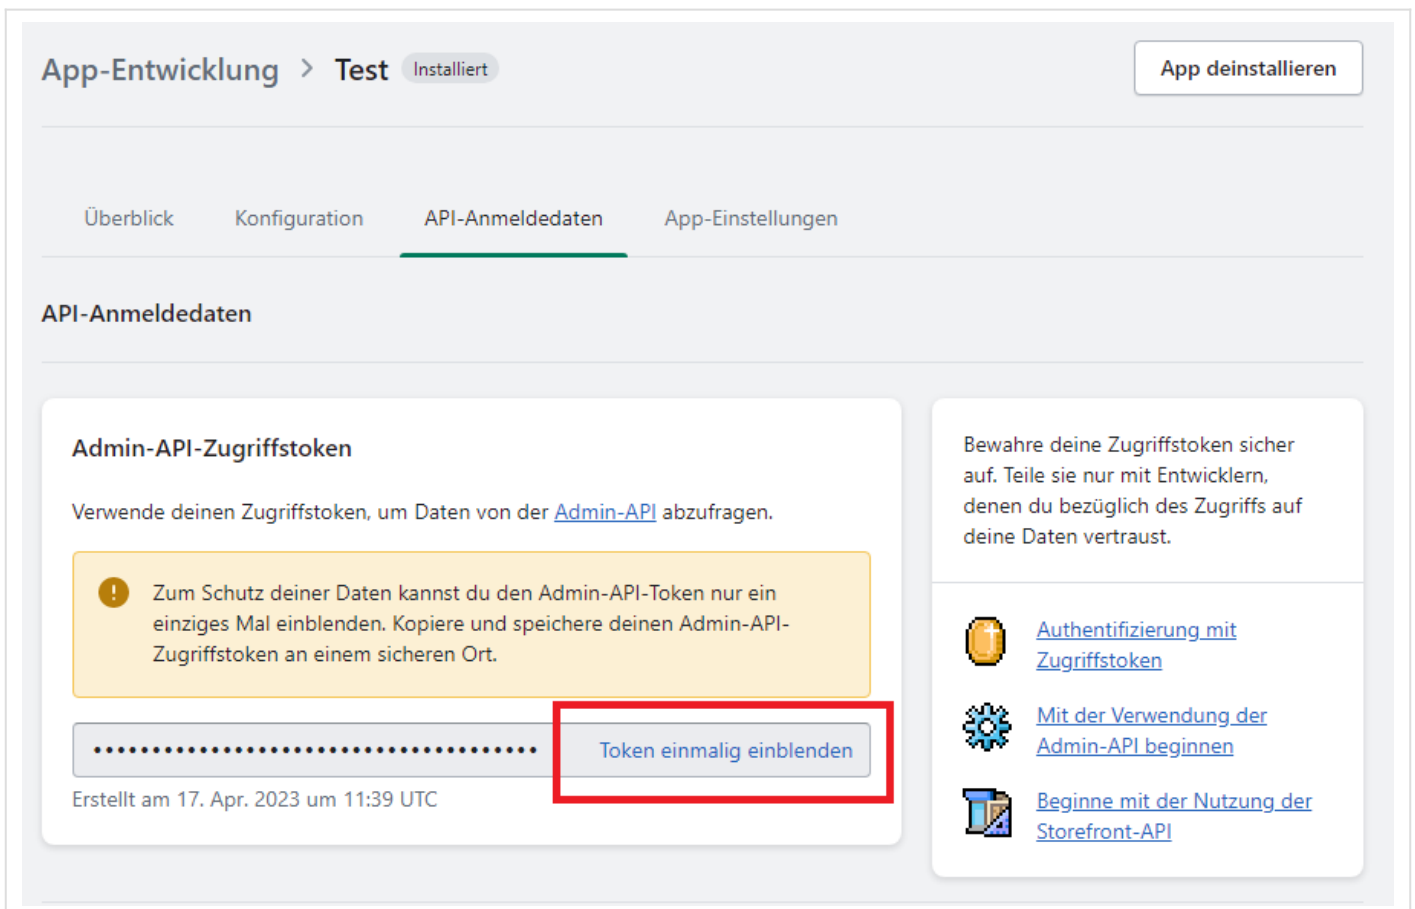 App-Entwicklung > Test Installiert
App deinstallieren
Überblick Konfiguration API-Anmeldedaten App-Einstellungen
API-Anmeldedaten
Admin-API-Zugriffstoken
Verwende deinen Zugriffstoken, um Daten von der Admin-API abzufragen.
Zum Schutz deiner Daten kannst du den Admin-API-Token nur ein
einziges Mal einblenden. Kopiere und speichere deinen Admin-API-
Zugriffstoken an einem sicheren Ort.
Token einmalig einblenden
Erstellt am 17. Apr. 2023 um 11:39 UTC
Bewahre deine Zugriffstoken sicher
auf. Teile sie nur mit Entwicklern,
denen du bezüglich des Zugriffs auf
deine Daten vertraust.
Authentifizierung mit
Zugriffstoken
Mit der Verwendung der
Admin-API beginnen
Beginne mit der Nutzung der
Storefront-API